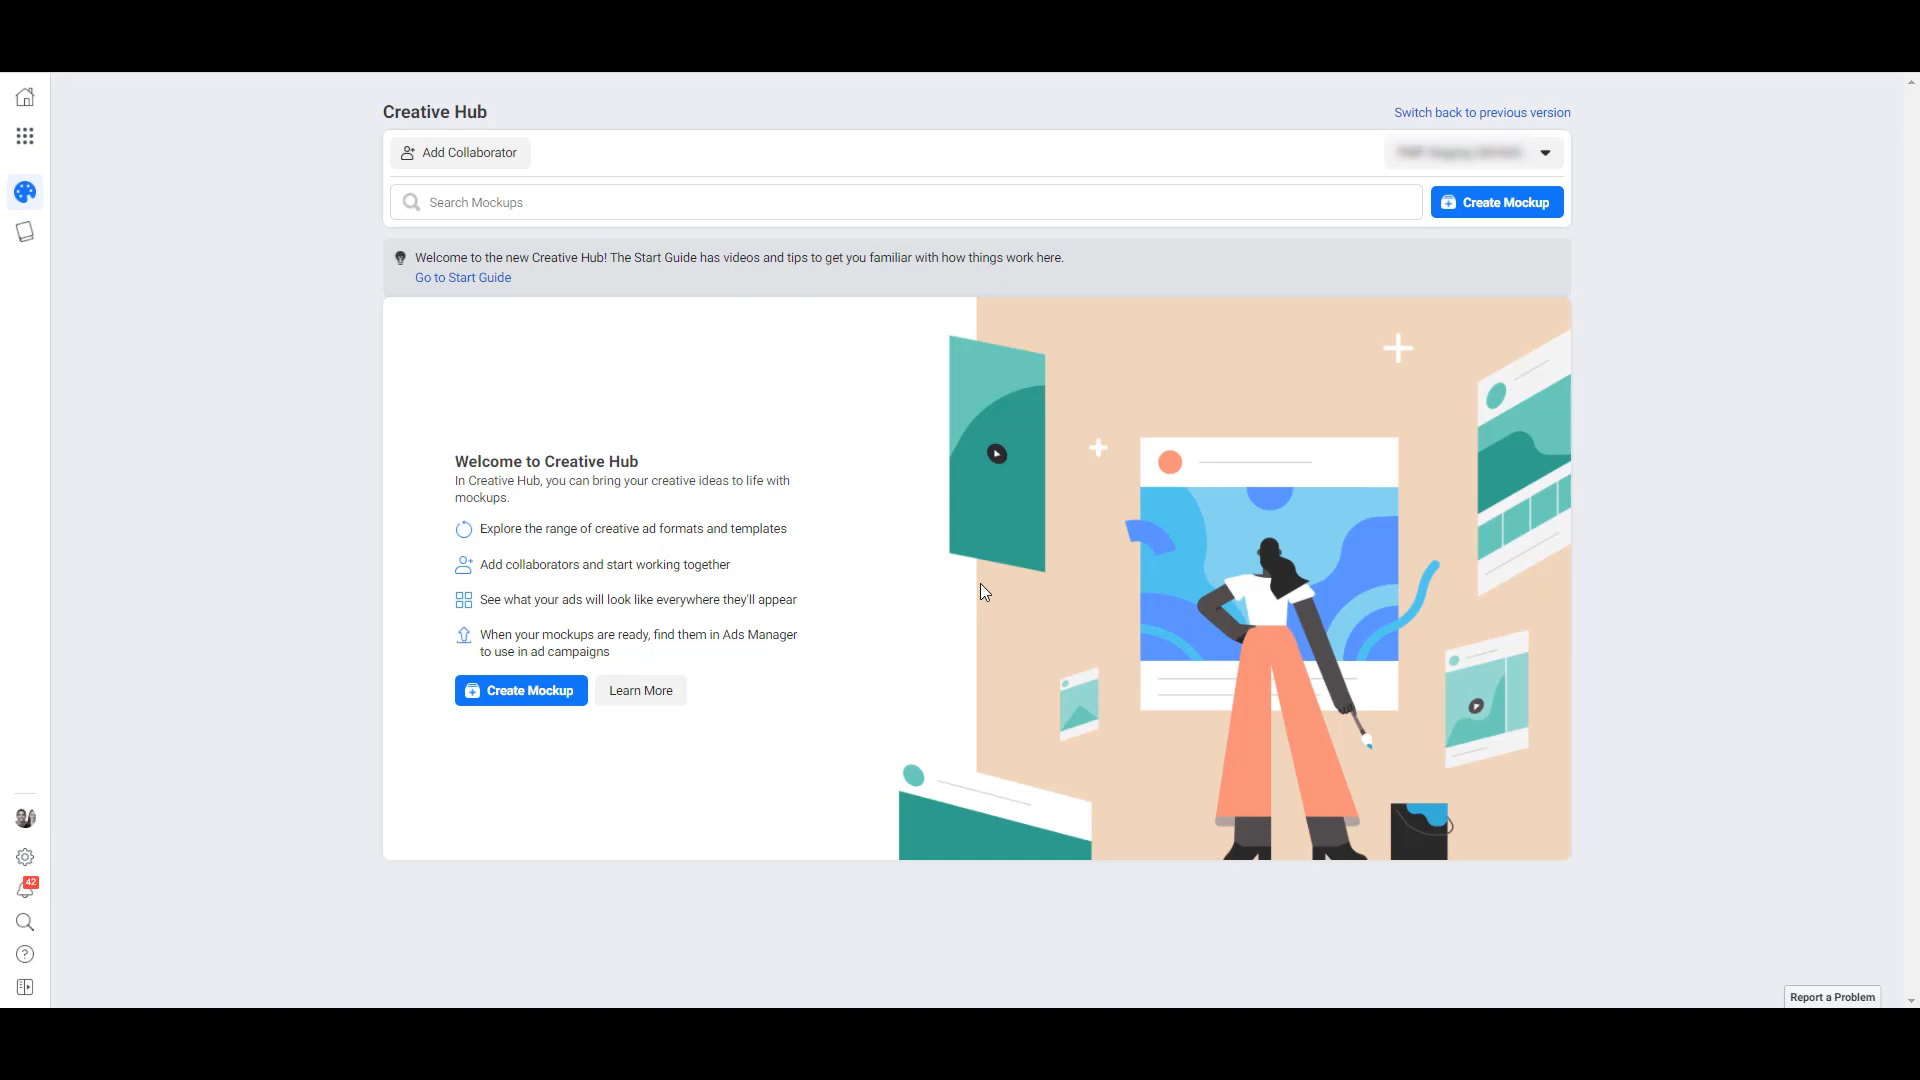 Creative Hub
Switch back to previous version
Add Collaborator
Search Mockups
Create Mockup
Welcome to the new Creative Hub! The Start Guide has videos and tips to get you familiar with how things work here.
Go to Start Guide
Welcome to Creative Hub
In Creative Hub, you can bring your creative ideas to life with
mockups.
Explore the range of creative ad formats and templates
Add collaborators and start working together
See what your ads will look like everywhere they'll appear
When your mockups are ready, find them in Ads Manager
to use in ad campaigns
Create Mockup
Learn More
42
Report a Problem